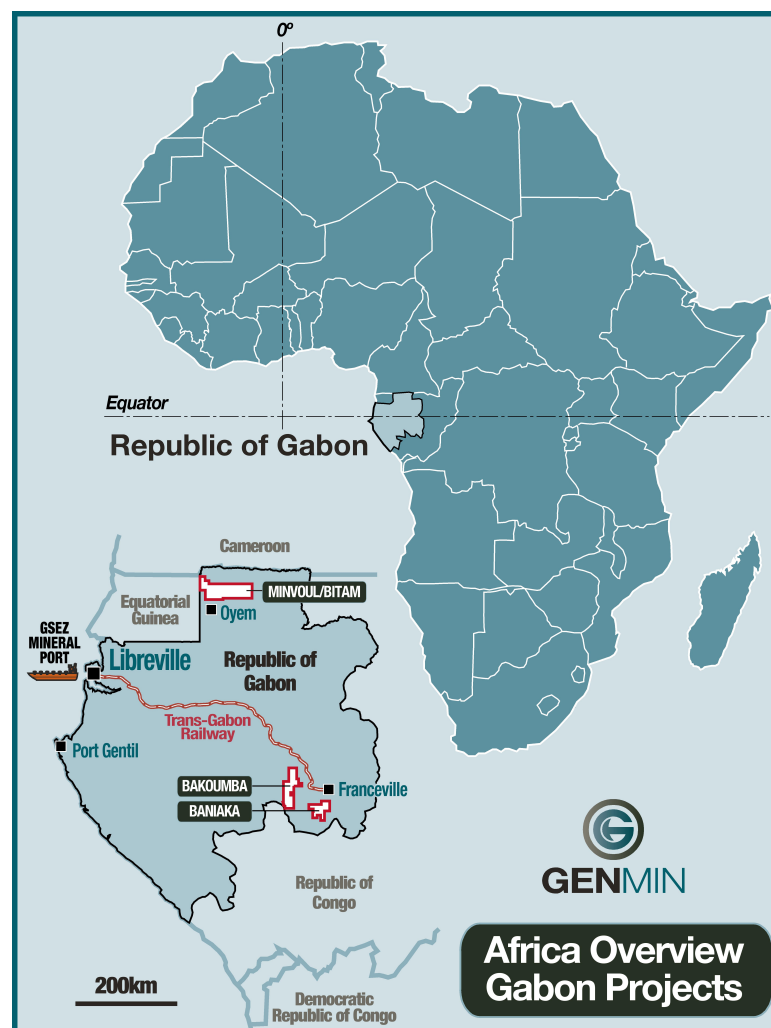 0º
Equator
Republic of Gabon
Cameroon
MINVOUL/BITAM
Equatorial
Guinea
Oyem
GSEZ
MINERAL
PORT
Libreville
Republic of
Gabon
Trans-Gabon
Railway
Port Gentil
BAKOUMBA
Franceville
BANIAKA
GENMIN
Republic of
Congo
Africa Overview
Gabon Projects
200km
Democratic
Republic of Congo